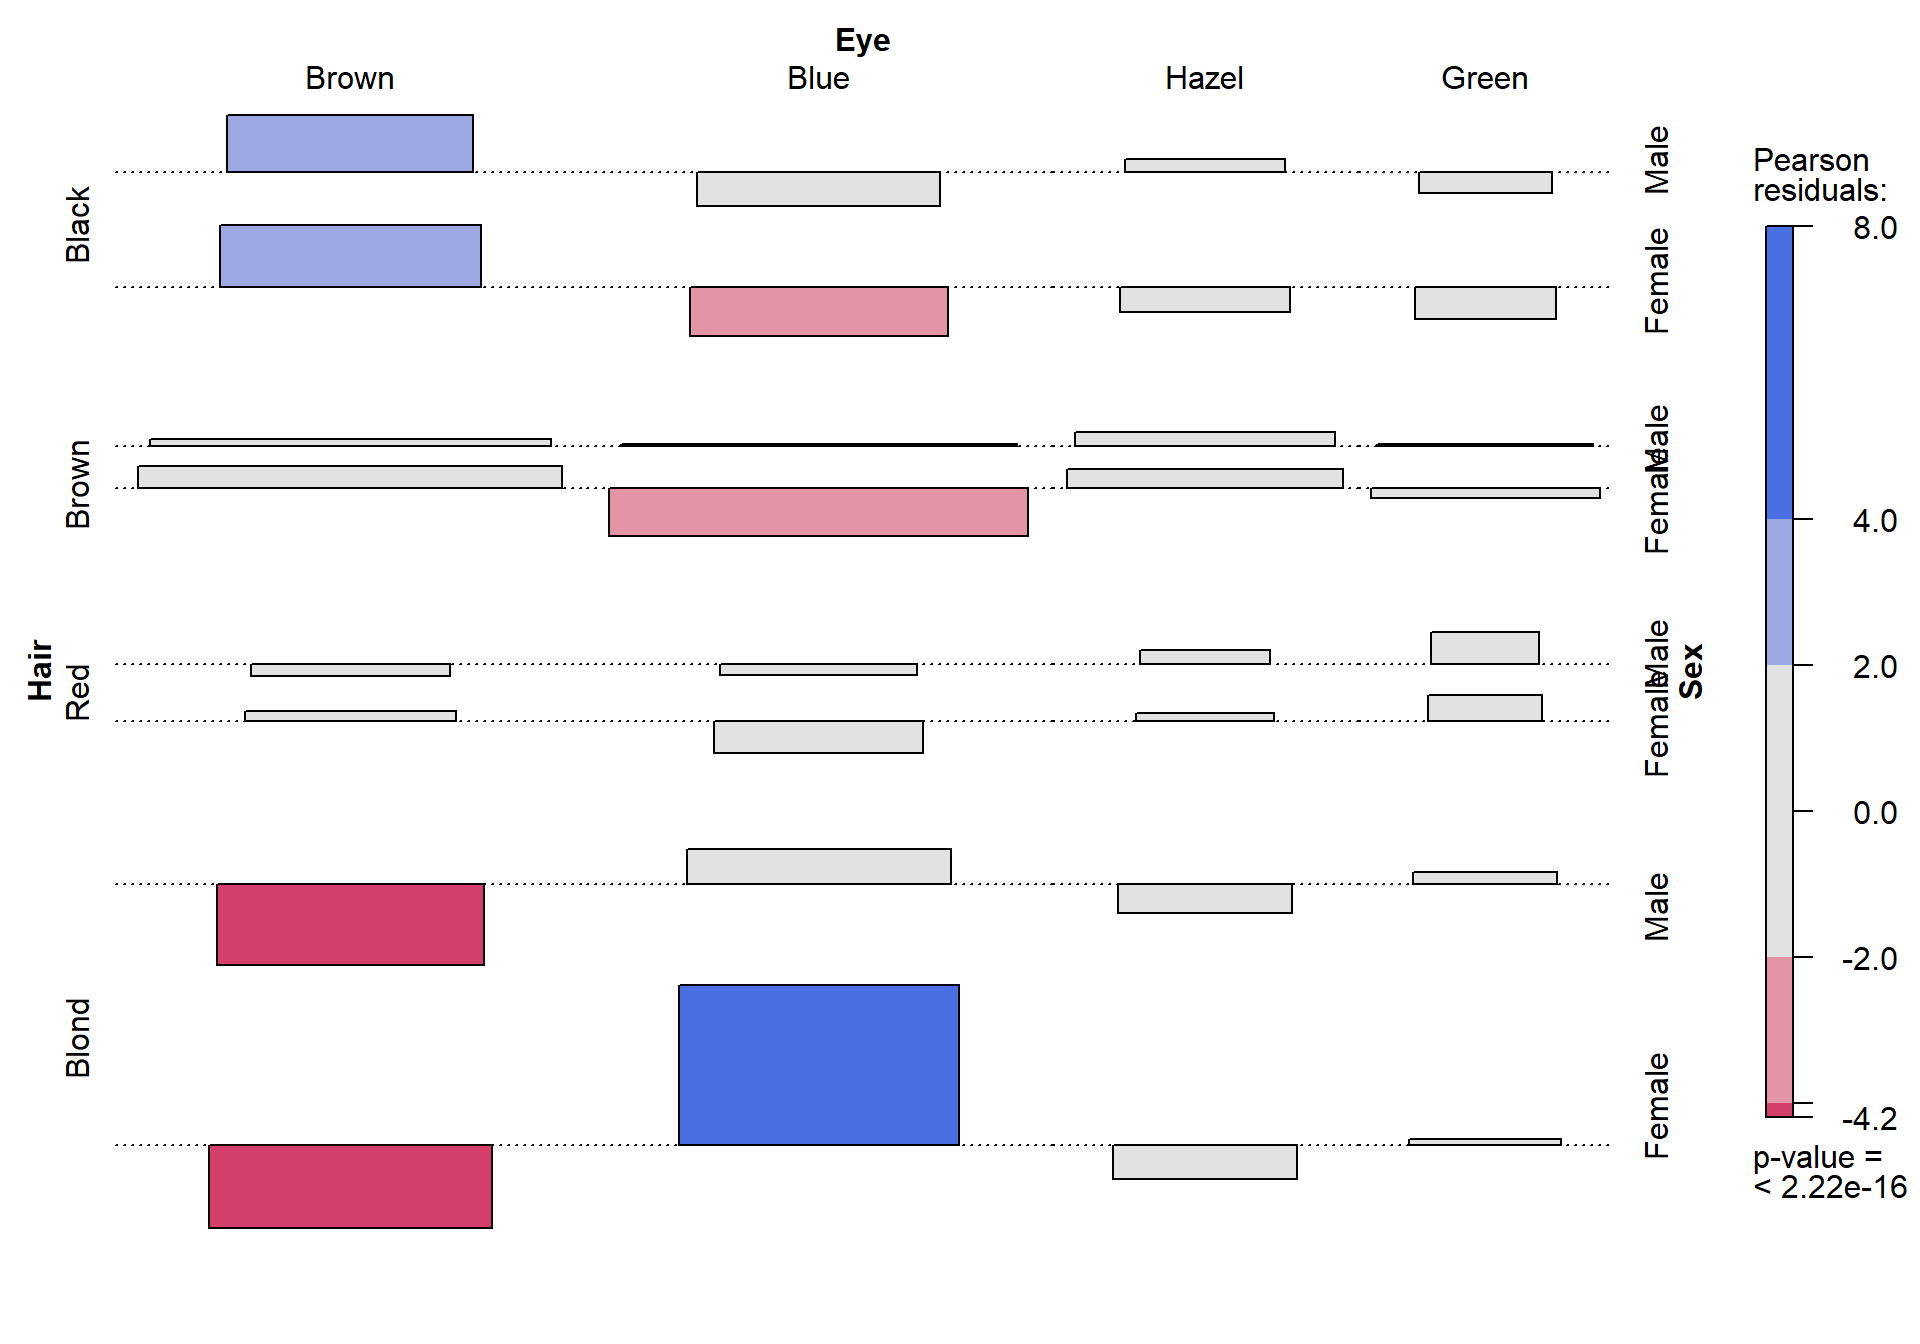 Eye
Brown Blue Hazel Green
Hair
Black
Brown
Red
Blond
Male
Female
Male
Female
Male
Female
Male
Female
Sex
Pearson
residuals:
8.0
4.0
2.0
0.0
-2.0
-4.2
p-value =
< 2.22e-16